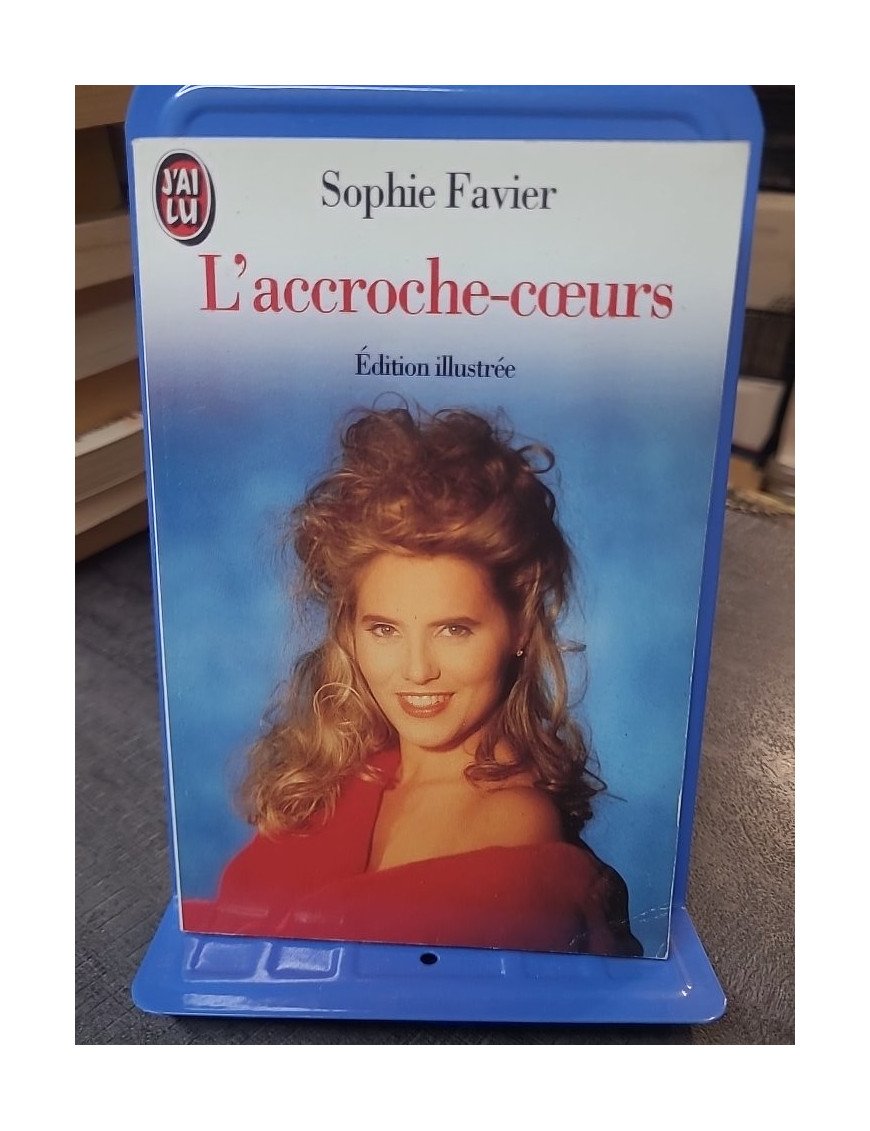 J'AI
LU
Sophie Favier
L'accroche-cœurs
Édition illustrée